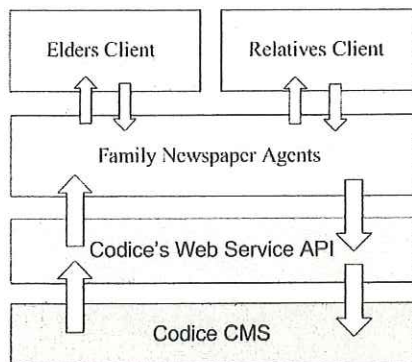 Elders Client
Relatives Client
Family Newspaper Agents
Codice's Web Service API
Codice CMS